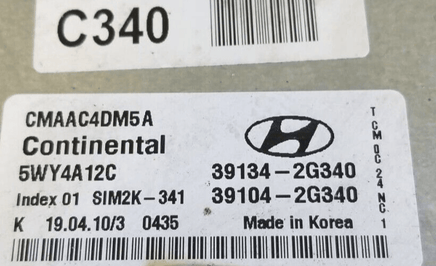 C340
CMAAC4DM5A
Continental
5WY4A12C 39134-2G340
Index 01 SIM2K-341 39104-2G340
K 19.04.10/3 0435 Made in Korea
TCM QC 24 NC 1